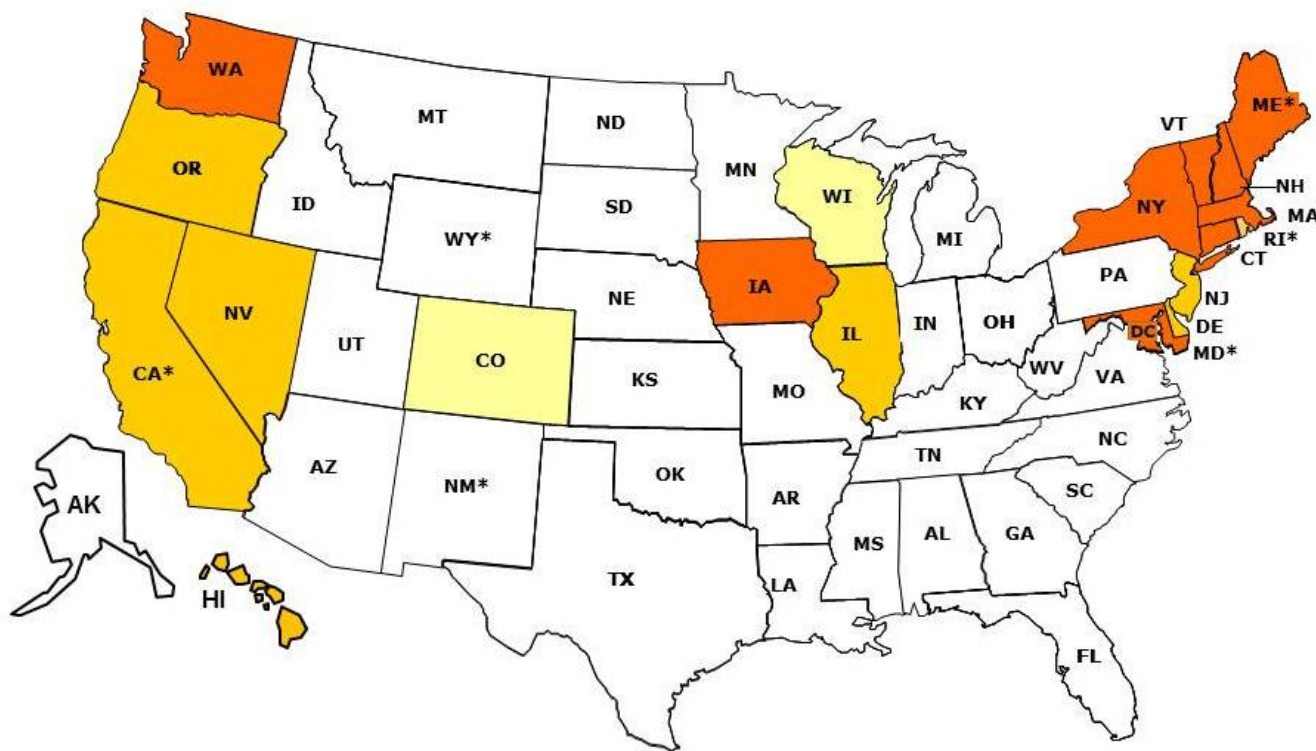 WA
ME*
VT
MT
ND
MN
OR
NH
ID
WI
NY
SD
MA
WY*
MI
RI*
CT
PA
IA
NE
NJ
NV
OH
IN
IL
DE
DC
UT
MD*
CO
WV
CA*
KS
VA
MO
KY
NC
TN
AZ
OK
NM*
SC
AR
AK
GA
AL
MS
TX
LA
HI
FL